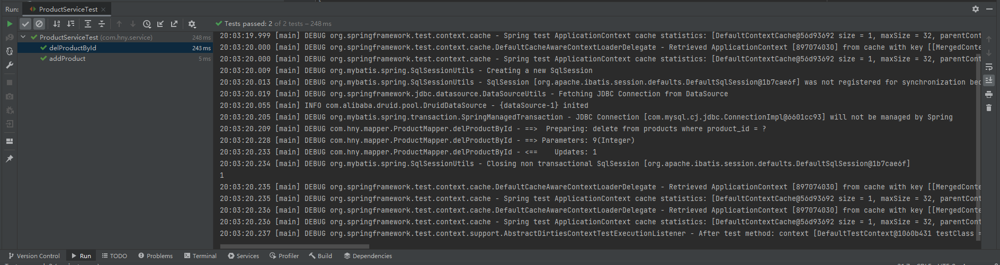 Run: ProductServiceTest
Tests passed: 2 of 2 tests – 248 ms
ProductServiceTest (com.hny.service) 248 ms
delProductById 243 ms
addProduct 5 ms
20:03:19.999 [main] DEBUG org.springframework.test.context.cache - Spring test ApplicationContext cache statistics: [DefaultContextCache@56d93692 size = 1, maxSize = 32, parentCont
20:03:20.000 [main] DEBUG org.springframework.test.context.cache.DefaultCacheAwareContextLoaderDelegate - Retrieved ApplicationContext [897074030] from cache with key [[MergedConte
20:03:20.000 [main] DEBUG org.springframework.test.context.cache - Spring test ApplicationContext cache statistics: [DefaultContextCache@56d93692 size = 1, maxSize = 32, parentCont
20:03:20.009 [main] DEBUG org.mybatis.spring.SqlSessionUtils - Creating a new SqlSession
20:03:20.013 [main] DEBUG org.mybatis.spring.SqlSessionUtils - SqlSession [org.apache.ibatis.session.defaults.DefaultSqlSession@1b7cae6f] was not registered for synchronization bec
20:03:20.019 [main] DEBUG org.springframework.jdbc.datasource.DataSourceUtils - Fetching JDBC Connection from DataSource
20:03:20.055 [main] INFO com.alibaba.druid.pool.DruidDataSource - {dataSource-1} inited
20:03:20.205 [main] DEBUG org.mybatis.spring.transaction.SpringManagedTransaction - JDBC Connection [com.mysql.cj.jdbc.ConnectionImpl@6601cc93] will not be managed by Spring
20:03:20.209 [main] DEBUG com.hny.mapper.ProductMapper.delProductById - ==>  Preparing: delete from products where product_id = ?
20:03:20.228 [main] DEBUG com.hny.mapper.ProductMapper.delProductById - ==> Parameters: 9(Integer)
20:03:20.233 [main] DEBUG com.hny.mapper.ProductMapper.delProductById - <==    Updates: 1
20:03:20.234 [main] DEBUG org.mybatis.spring.SqlSessionUtils - Closing non transactional SqlSession [org.apache.ibatis.session.defaults.DefaultSqlSession@1b7cae6f]
1
20:03:20.235 [main] DEBUG org.springframework.test.context.cache.DefaultCacheAwareContextLoaderDelegate - Retrieved ApplicationContext [897074030] from cache with key [[MergedConte
20:03:20.235 [main] DEBUG org.springframework.test.context.cache - Spring test ApplicationContext cache statistics: [DefaultContextCache@56d93692 size = 1, maxSize = 32, parentCont
20:03:20.236 [main] DEBUG org.springframework.test.context.cache.DefaultCacheAwareContextLoaderDelegate - Retrieved ApplicationContext [897074030] from cache with key [[MergedConte
20:03:20.236 [main] DEBUG org.springframework.test.context.cache - Spring test ApplicationContext cache statistics: [DefaultContextCache@56d93692 size = 1, maxSize = 32, parentCont
20:03:20.237 [main] DEBUG org.springframework.test.context.support.AbstractDirtiesContextTestExecutionListener - After test method: context [DefaultTestContext@1060b431 testClass =
Version Control Run TODO Problems Terminal Services Profiler Build Dependencies